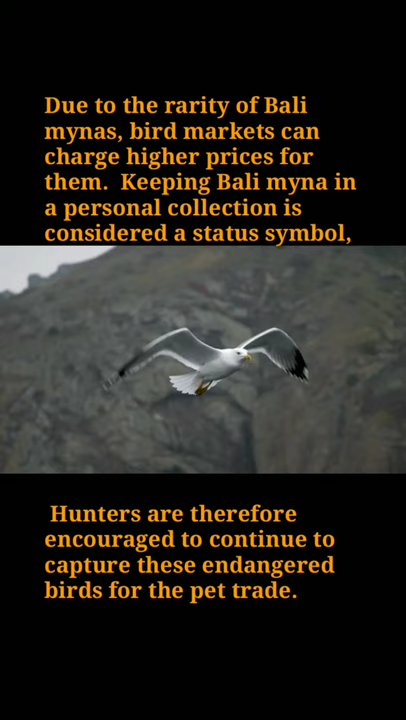 Due to the rarity of Bali
mynas, bird markets can
charge higher prices for
them.  Keeping Bali myna in
a personal collection is
considered a status symbol,
Hunters are therefore
encouraged to continue to
capture these endangered
birds for the pet trade.